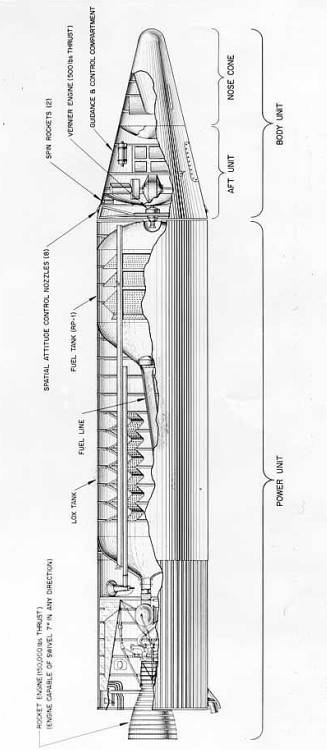 GUIDANCE & CONTROL COMPARTMENT
VERNIER ENGINE (500 lbs THRUST)
SPIN ROCKETS (2)
SPATIAL ATTITUDE CONTROL NOZZLES (8)
FUEL TANK (RP-1)
FUEL LINE
LOX TANK
ROCKET ENGINE (150,000 lbs THRUST)
(ENGINE CAPABLE OF SWIVEL 7° IN ANY DIRECTION)
NOSE CONE
AFT UNIT
BODY UNIT
POWER UNIT